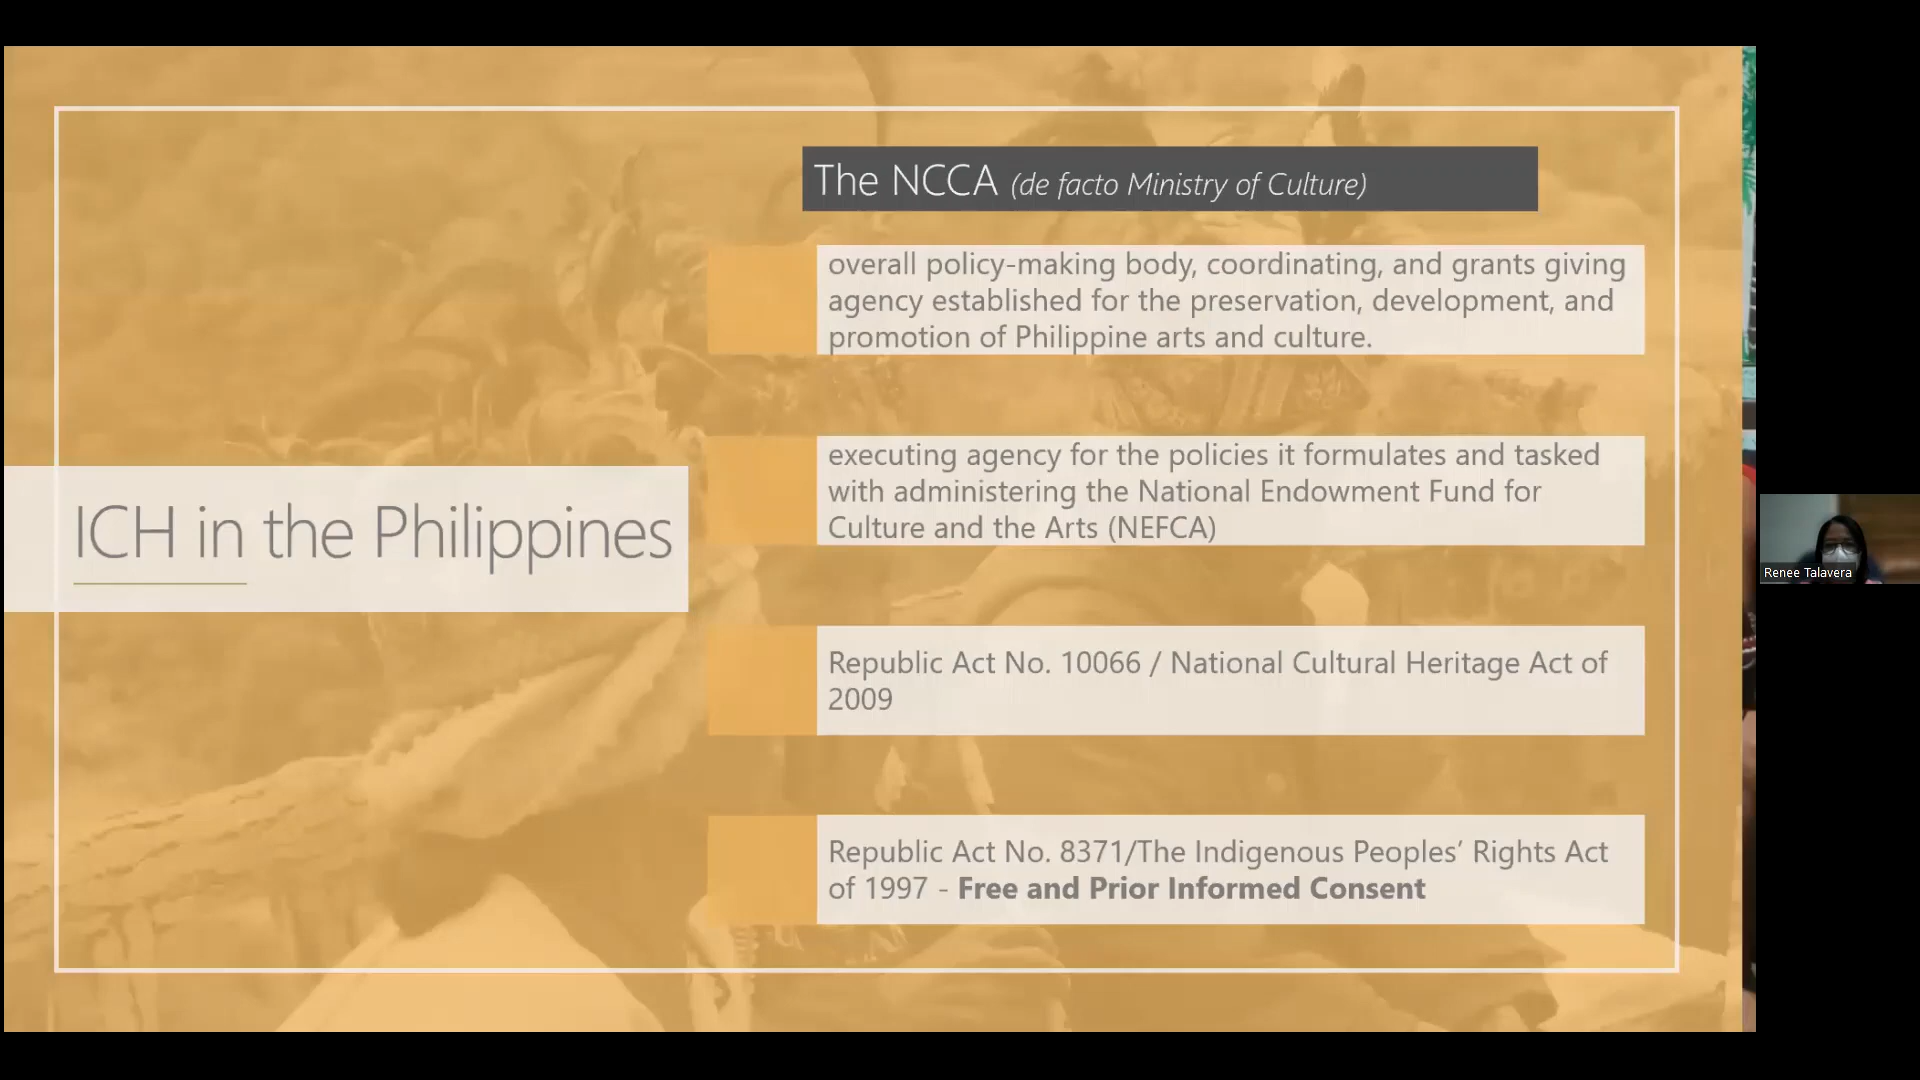 ICH in the Philippines
The NCCA (de facto Ministry of Culture)
overall policy-making body, coordinating, and grants giving
agency established for the preservation, development, and
promotion of Philippine arts and culture.
executing agency for the policies it formulates and tasked
with administering the National Endowment Fund for
Culture and the Arts (NEFCA)
Republic Act No. 10066 / National Cultural Heritage Act of
2009
Republic Act No. 8371/The Indigenous Peoples’ Rights Act
of 1997 - Free and Prior Informed Consent
Renee Talavera